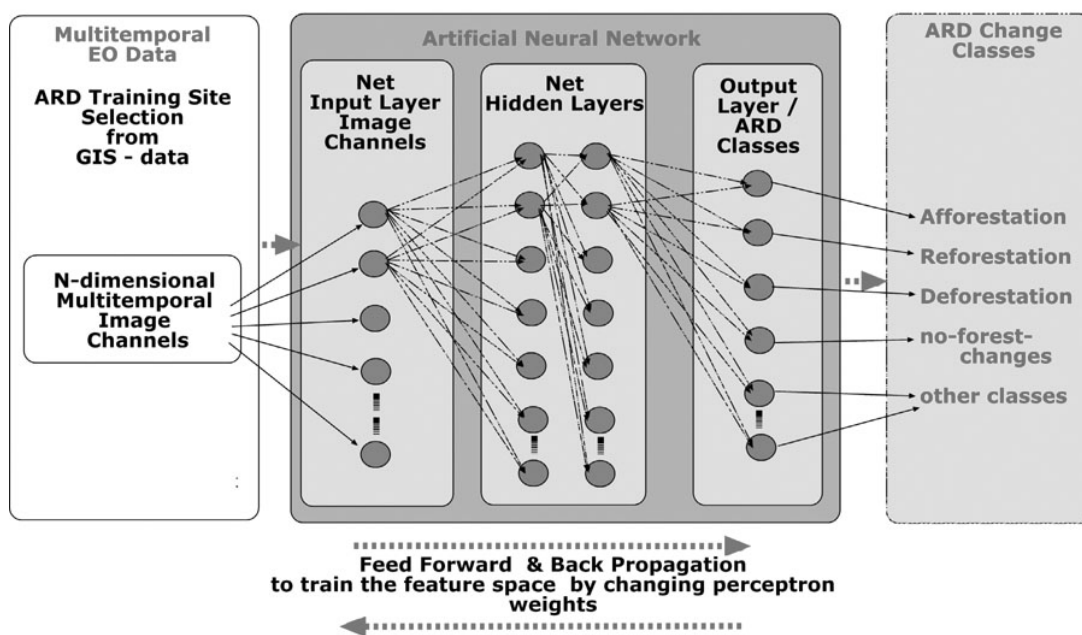 Multitemporal
EO Data
ARD Training Site
Selection
from
GIS - data
N-dimensional
Multitemporal
Image
Channels
:
Artificial Neural Network
Net
Input Layer
Image
Channels
Net
Hidden Layers
Output
Layer /
ARD
Classes
ARD Change
Classes
Afforestation
Reforestation
Deforestation
no-forest-
changes
other classes
Feed Forward & Back Propagation
to train the feature space by changing perceptron
weights